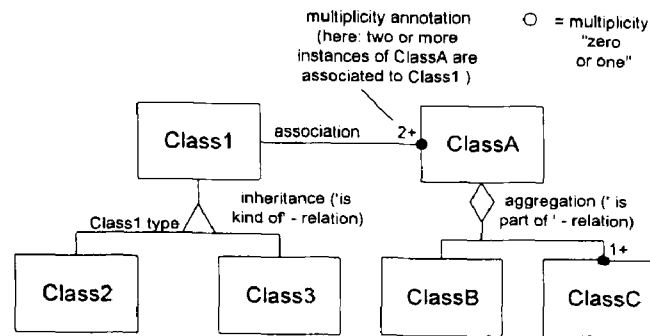 multiplicity annotation
(here: two or more
instances of ClassA are
associated to Class1 )
O = multiplicity
"zero
or one"
Class1
association
2+
ClassA
inheritance ('is
kind of' - relation)
Class1 type
aggregation (' is
part of ' - relation)
1+
Class2
Class3
ClassB
ClassC